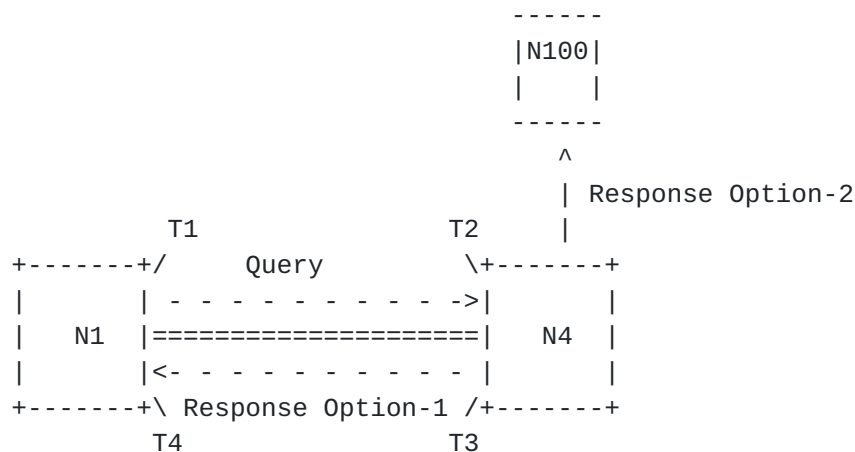 ------
|N100|
|    |
------
^
| Response Option-2
T1                  T2     |
+-------+/     Query         \+-------+
|       | - - - - - - - - - ->|       |
|   N1  |=====================|   N4  |
|       |<- - - - - - - - - - |       |
+-------+\ Response Option-1 /+-------+
T4                  T3